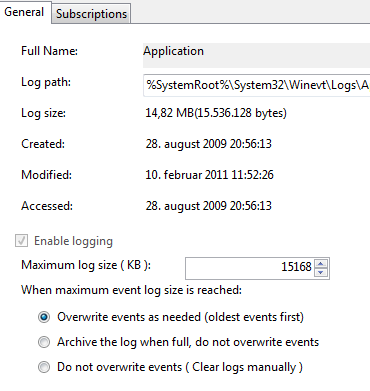 General Subscriptions
Full Name: Application
Log path: %SystemRoot%\System32\Winevt\Logs\A
Log size: 14,82 MB(15.536.128 bytes)
Created: 28. august 2009 20:56:13
Modified: 10. februar 2011 11:52:26
Accessed: 28. august 2009 20:56:13
Enable logging
Maximum log size ( KB ): 15168
When maximum event log size is reached:
Overwrite events as needed (oldest events first)
Archive the log when full, do not overwrite events
Do not overwrite events ( Clear logs manually )